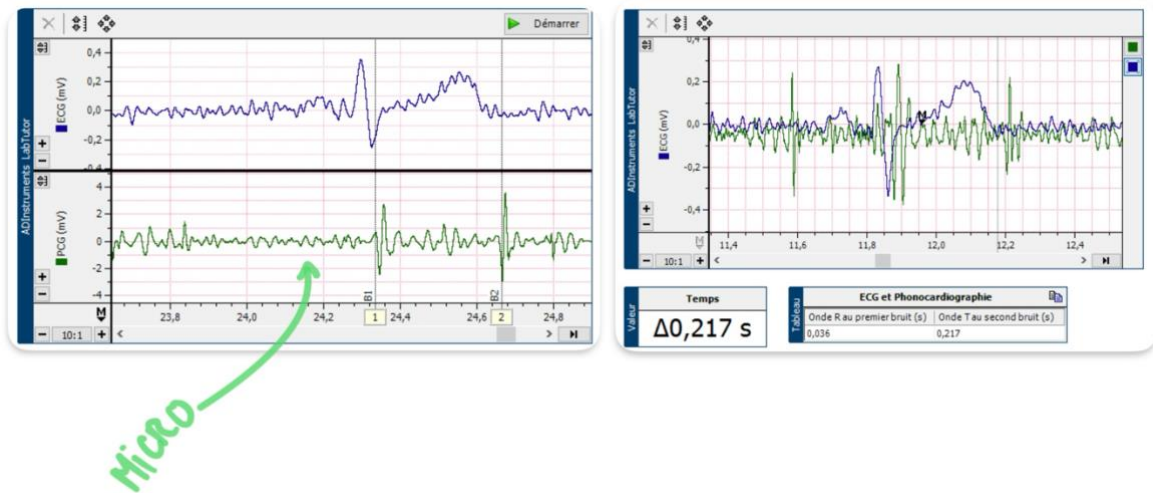 Démarrer
ADInstruments LabTutor
ECG (mV)
0,4
0,2
0,0
-0,2
-0,4
PCG (mV)
4
2
0
-2
-4
B1
B2
M
23,8
24,0
24,2
1
24,4
24,6
2
24,8
10:1
MICRO
ADInstruments LabTutor
ECG (mV)
0,4
0,2
0,0
-0,2
-0,4
M
M
11,4
11,6
11,8
12,0
12,2
12,4
10:1
Valeur
Temps
Δ0,217 s
Tableau
ECG et Phonocardiographie
Onde R au premier bruit (s) Onde T au second bruit (s)
0,036 0,217